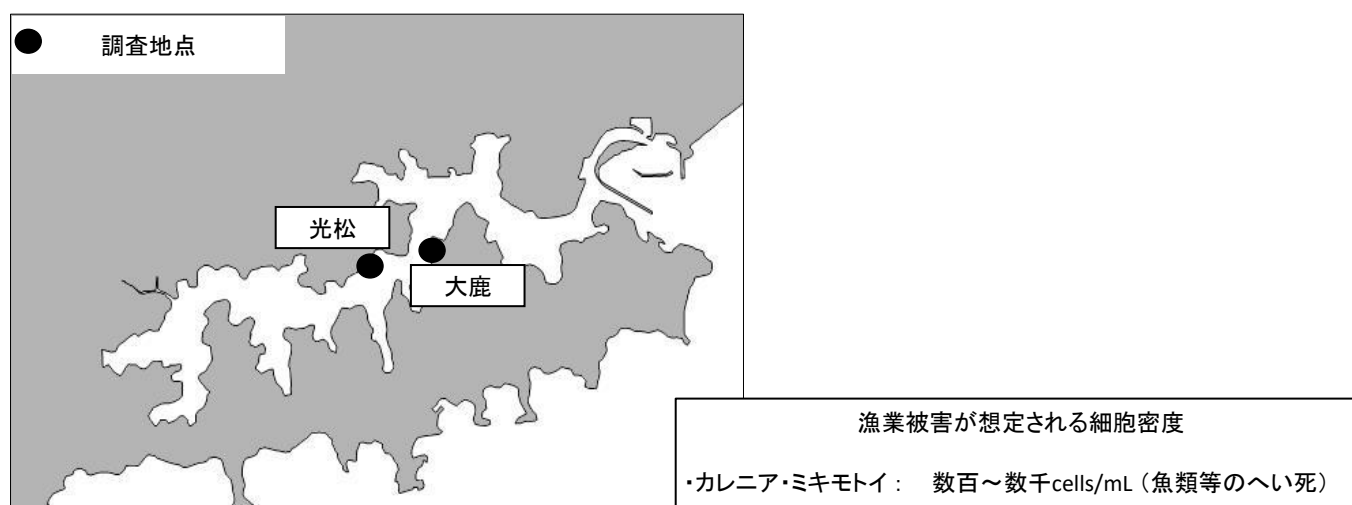 調査地点
光松
大鹿
漁業被害が想定される細胞密度
・カレニア・ミキモトイ： 数百～数千cells/mL（魚類等のへい死）